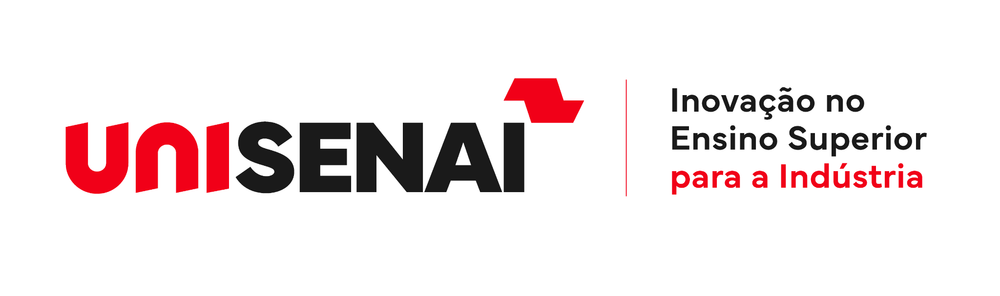 UNISENAI
Inovação no
Ensino Superior
para a Indústria